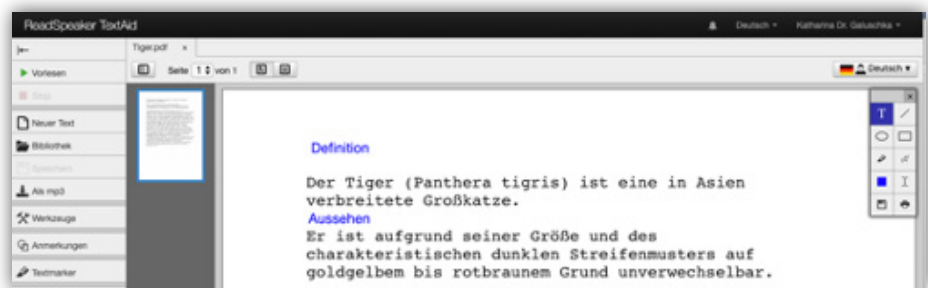 ReadSpeaker TextAid
Deutsch
Katharina Dr. Galuschka
Tiger.pdf x
Vorlesen
Seite 1 von 1
Deutsch
Stop
Neuer Text
Bibliothek
Speichern
Als mp3
Werkzeuge
Anmerkungen
Textmarker
T
Definition
Der Tiger (Panthera tigris) ist eine in Asien
verbreitete Großkatze.
Aussehen
Er ist aufgrund seiner Größe und des
charakteristischen dunklen Streifenmusters auf
goldgelbem bis rotbraunem Grund unverwechselbar.